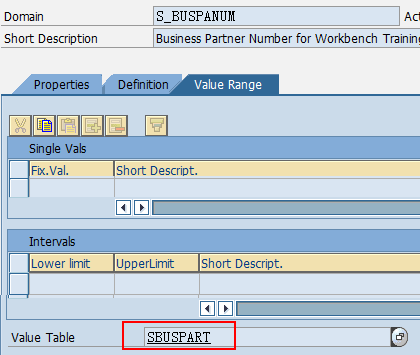 Domain S_BUSPANUM Act
Short Description Business Partner Number for Workbench Training
Properties Definition Value Range
Single Vals
Fix.Val. Short Descript.
Intervals
Lower limit UpperLimit Short Descript.
Value Table SBUSPART